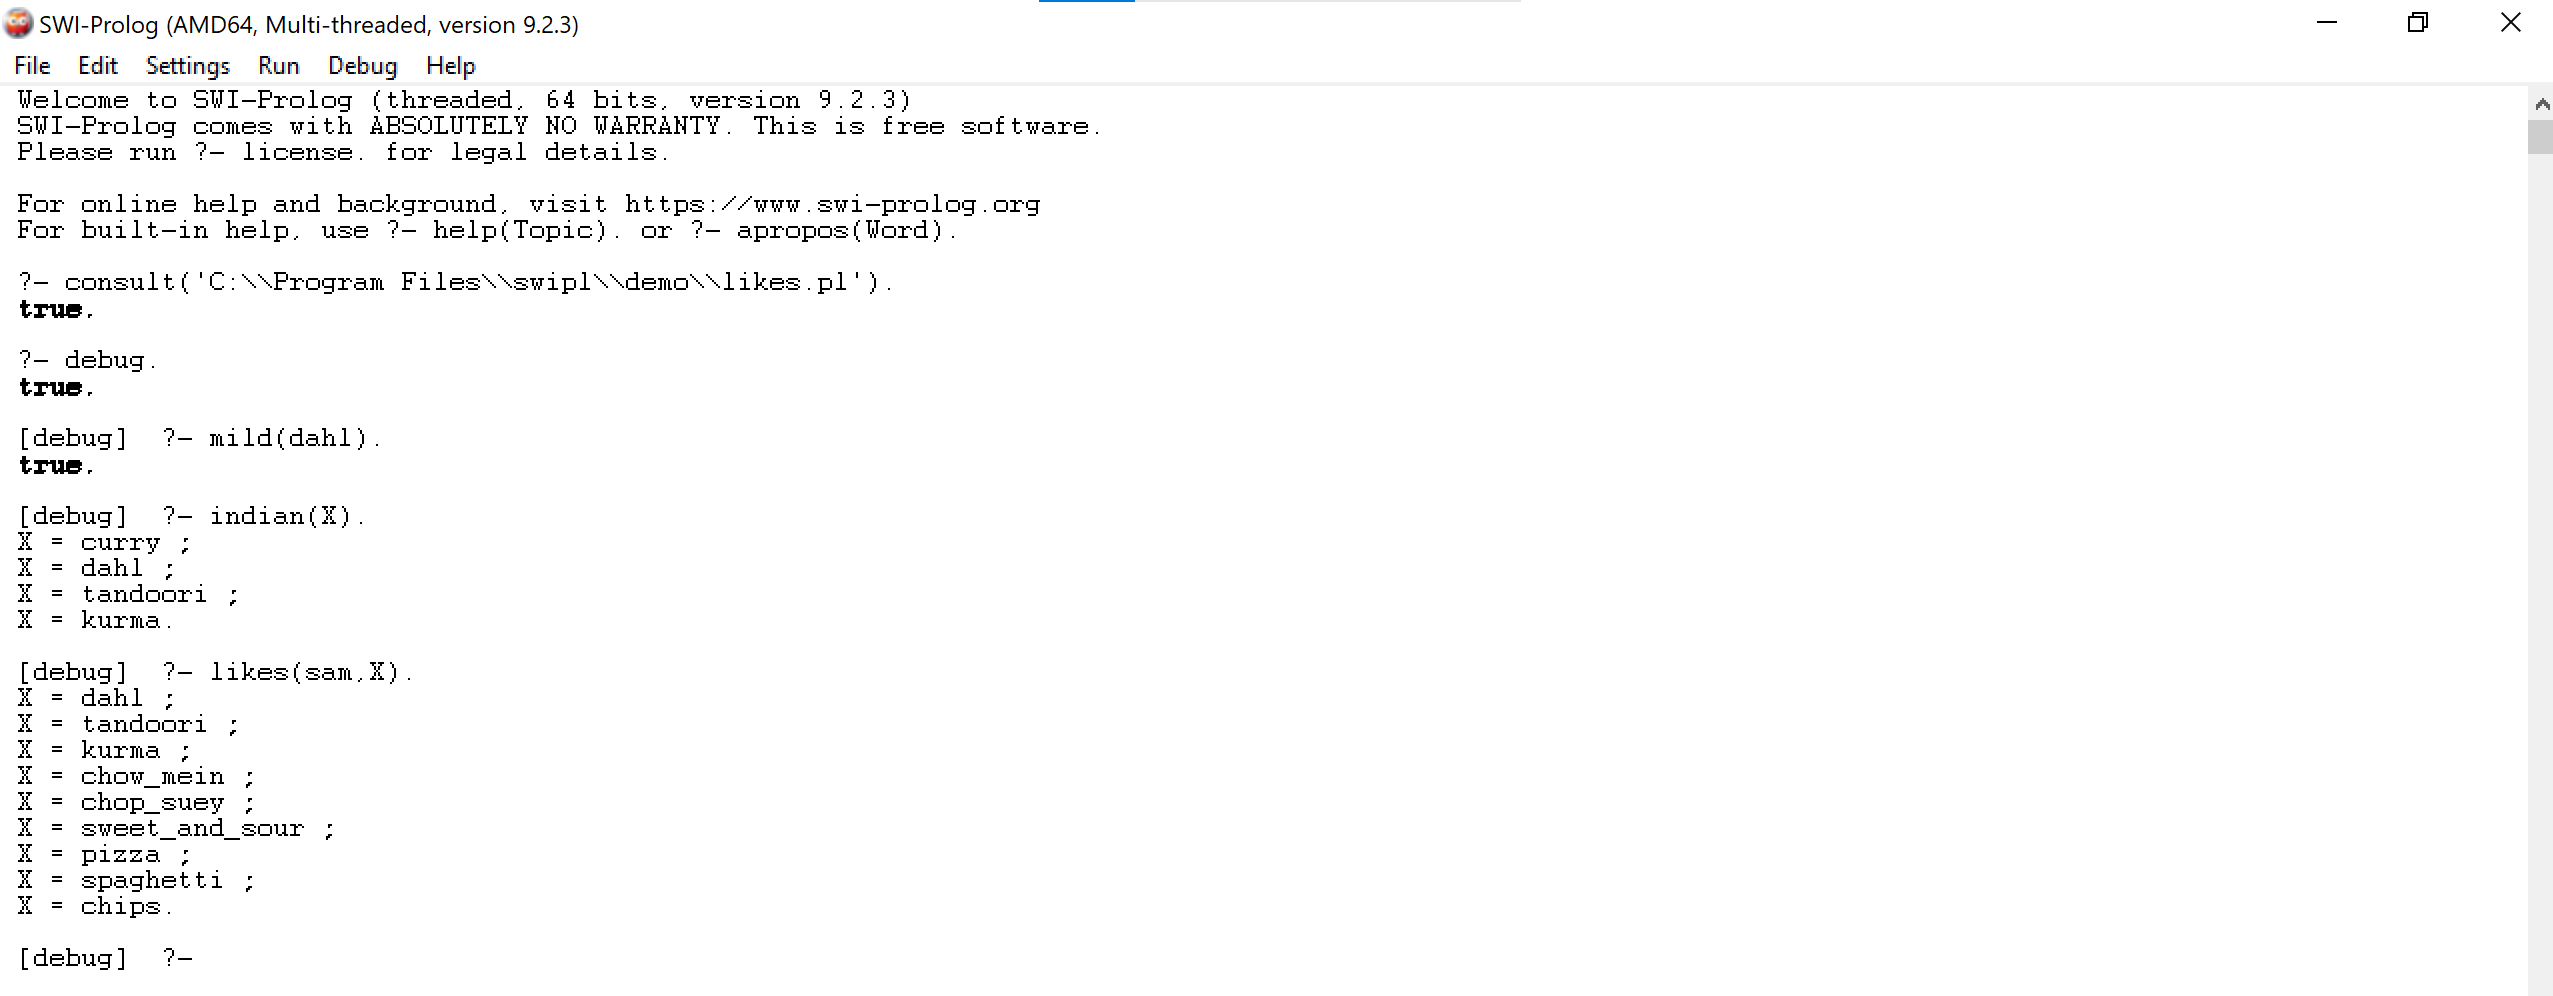 SWI-Prolog (AMD64, Multi-threaded, version 9.2.3)
File Edit Settings Run Debug Help
Welcome to SWI-Prolog (threaded, 64 bits, version 9.2.3)
SWI-Prolog comes with ABSOLUTELY NO WARRANTY. This is free software.
Please run ?- license. for legal details.
For online help and background, visit https://www.swi-prolog.org
For built-in help, use ?- help(Topic). or ?- apropos(Word).
?- consult('C:\\Program Files\\swipl\\demo\\likes.pl').
true.
?- debug.
true.
[debug]  ?- mild(dahl).
true.
[debug]  ?- indian(X).
X = curry ;
X = dahl ;
X = tandoori ;
X = kurma.
[debug]  ?- likes(sam,X).
X = dahl ;
X = tandoori ;
X = kurma ;
X = chow_mein ;
X = chop_suey ;
X = sweet_and_sour ;
X = pizza ;
X = spaghetti ;
X = chips.
[debug]  ?-